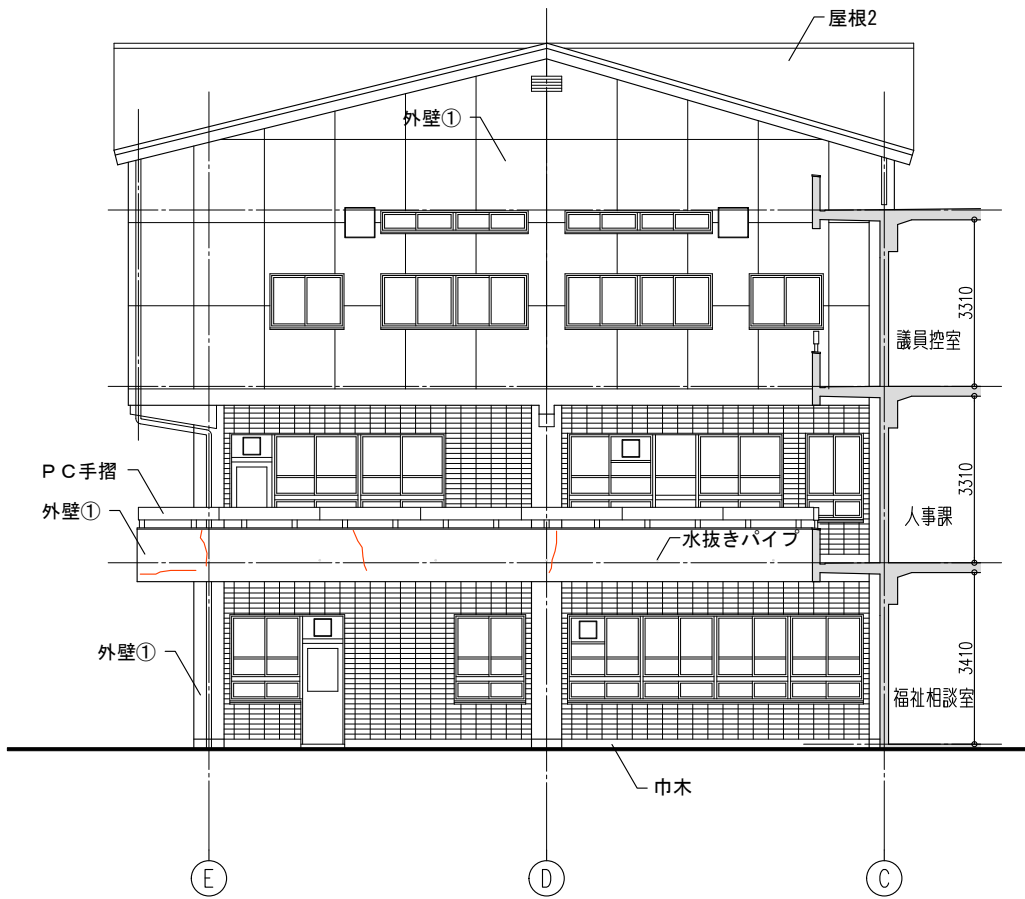 屋根2
外壁①
3310
議員控室
PC手摺
外壁①
3310
人事課
水抜きパイプ
外壁①
3410
福祉相談室
巾木
E
D
C